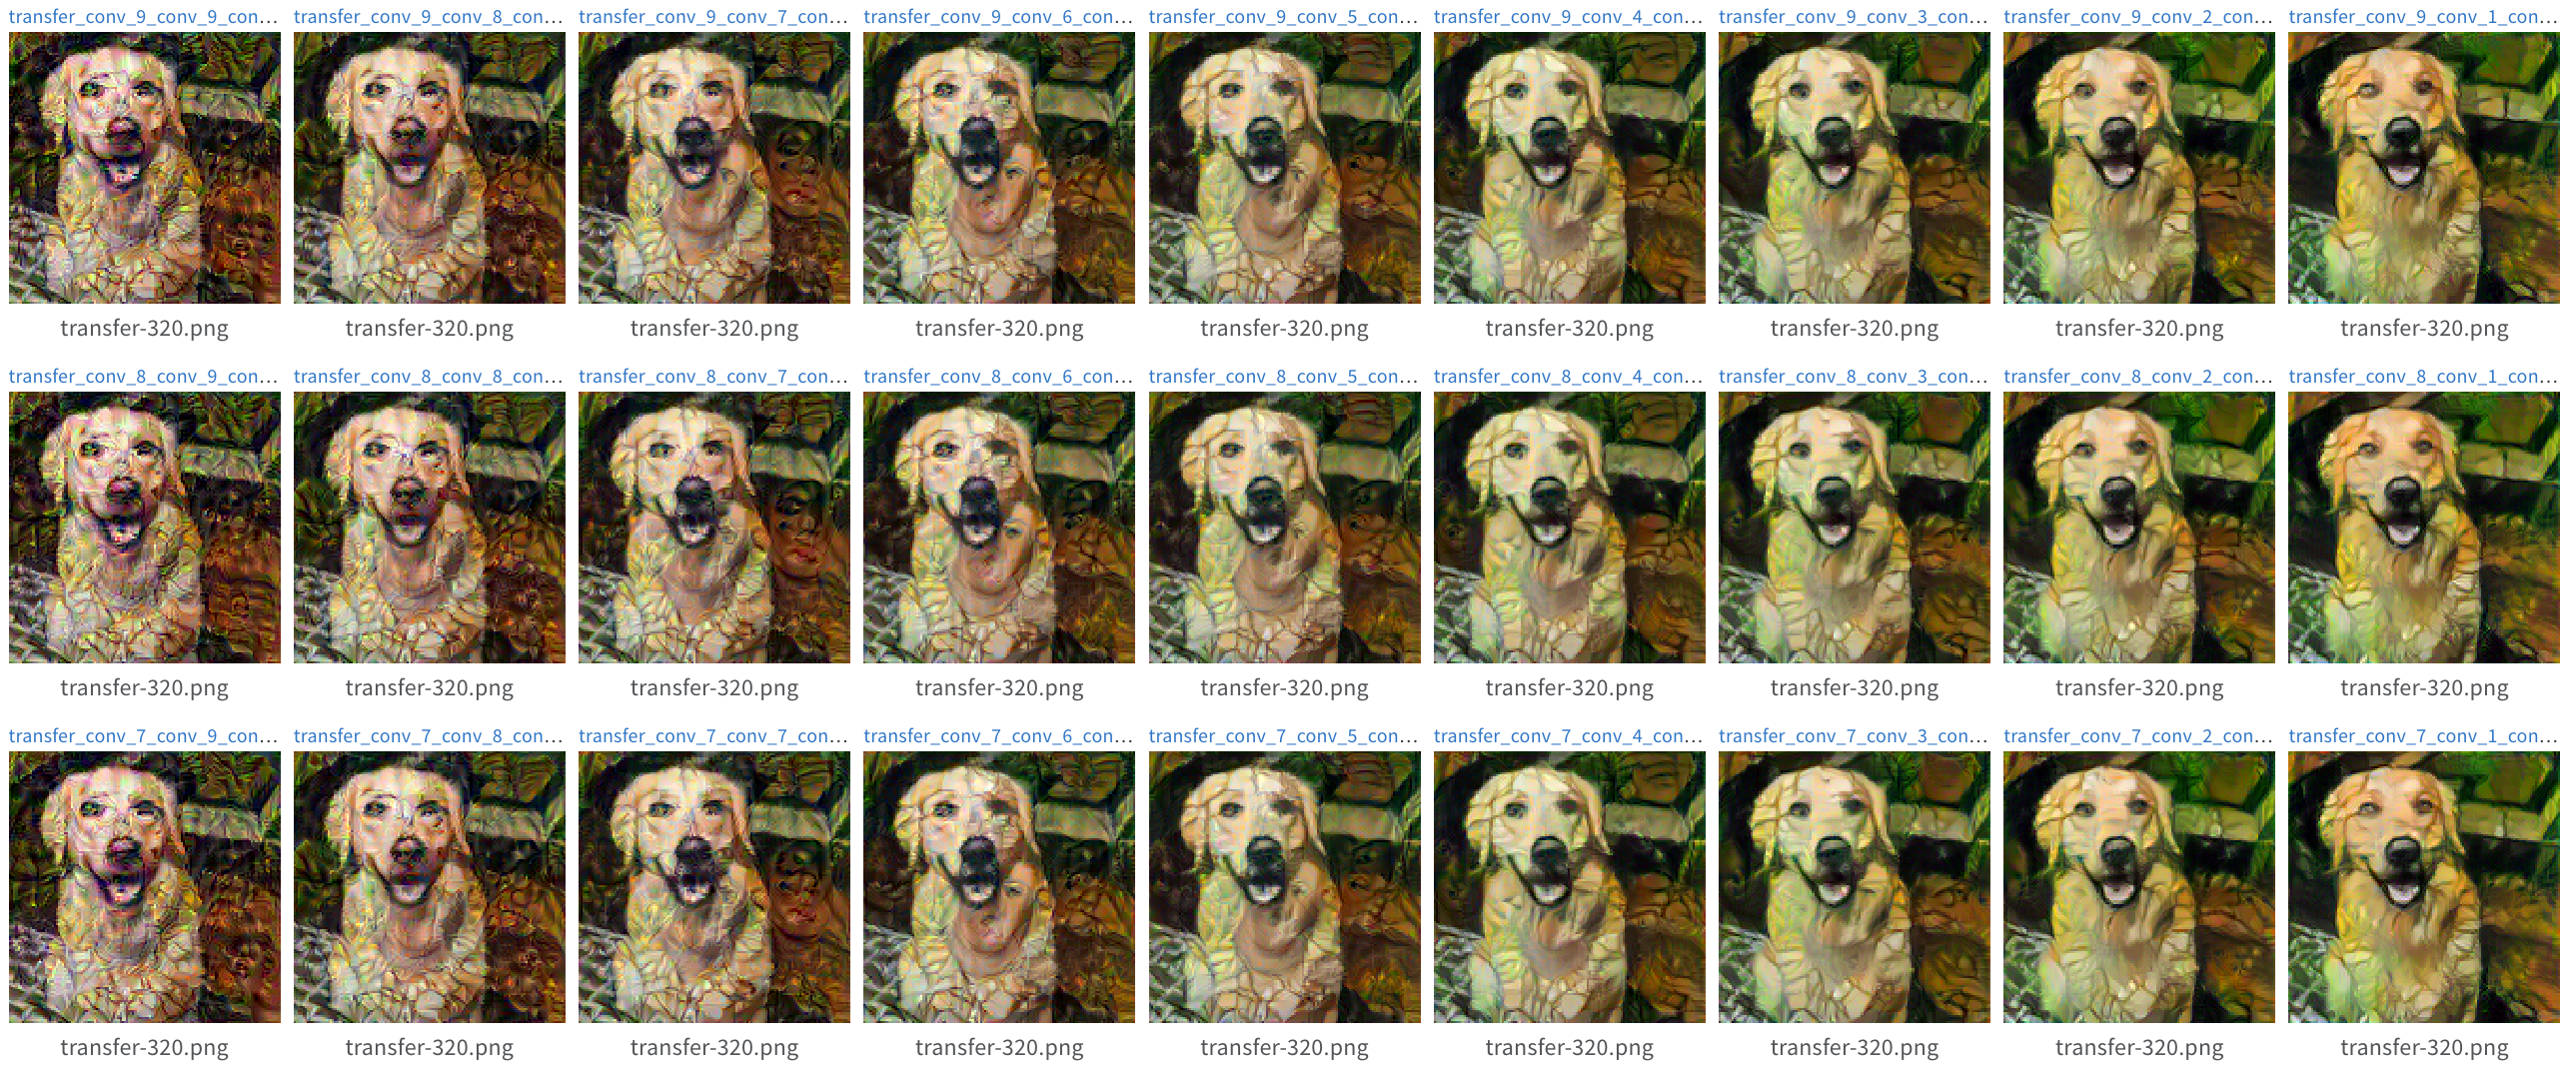 transfer_conv_9_conv_9_con... transfer_conv_9_conv_8_con... transfer_conv_9_conv_7_con... transfer_conv_9_conv_6_con... transfer_conv_9_conv_5_con... transfer_conv_9_conv_4_con... transfer_conv_9_conv_3_con... transfer_conv_9_conv_2_con... transfer_conv_9_conv_1_con...
transfer-320.png transfer-320.png transfer-320.png transfer-320.png transfer-320.png transfer-320.png transfer-320.png transfer-320.png transfer-320.png
transfer_conv_8_conv_9_con... transfer_conv_8_conv_8_con... transfer_conv_8_conv_7_con... transfer_conv_8_conv_6_con... transfer_conv_8_conv_5_con... transfer_conv_8_conv_4_con... transfer_conv_8_conv_3_con... transfer_conv_8_conv_2_con... transfer_conv_8_conv_1_con...
transfer-320.png transfer-320.png transfer-320.png transfer-320.png transfer-320.png transfer-320.png transfer-320.png transfer-320.png transfer-320.png
transfer_conv_7_conv_9_con... transfer_conv_7_conv_8_con... transfer_conv_7_conv_7_con... transfer_conv_7_conv_6_con... transfer_conv_7_conv_5_con... transfer_conv_7_conv_4_con... transfer_conv_7_conv_3_con... transfer_conv_7_conv_2_con... transfer_conv_7_conv_1_con...
transfer-320.png transfer-320.png transfer-320.png transfer-320.png transfer-320.png transfer-320.png transfer-320.png transfer-320.png transfer-320.png